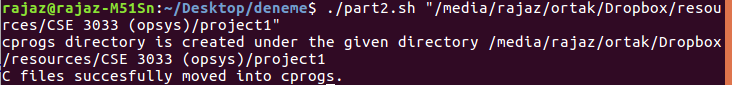 rajaz@rajaz-M51Sn:~/Desktop/deneme$ ./part2.sh "/media/rajaz/ortak/Dropbox/resou
rces/CSE 3033 (opsys)/project1"
cprogs directory is created under the given directory /media/rajaz/ortak/Dropbox
/resources/CSE 3033 (opsys)/project1
C files succesfully moved into cprogs.